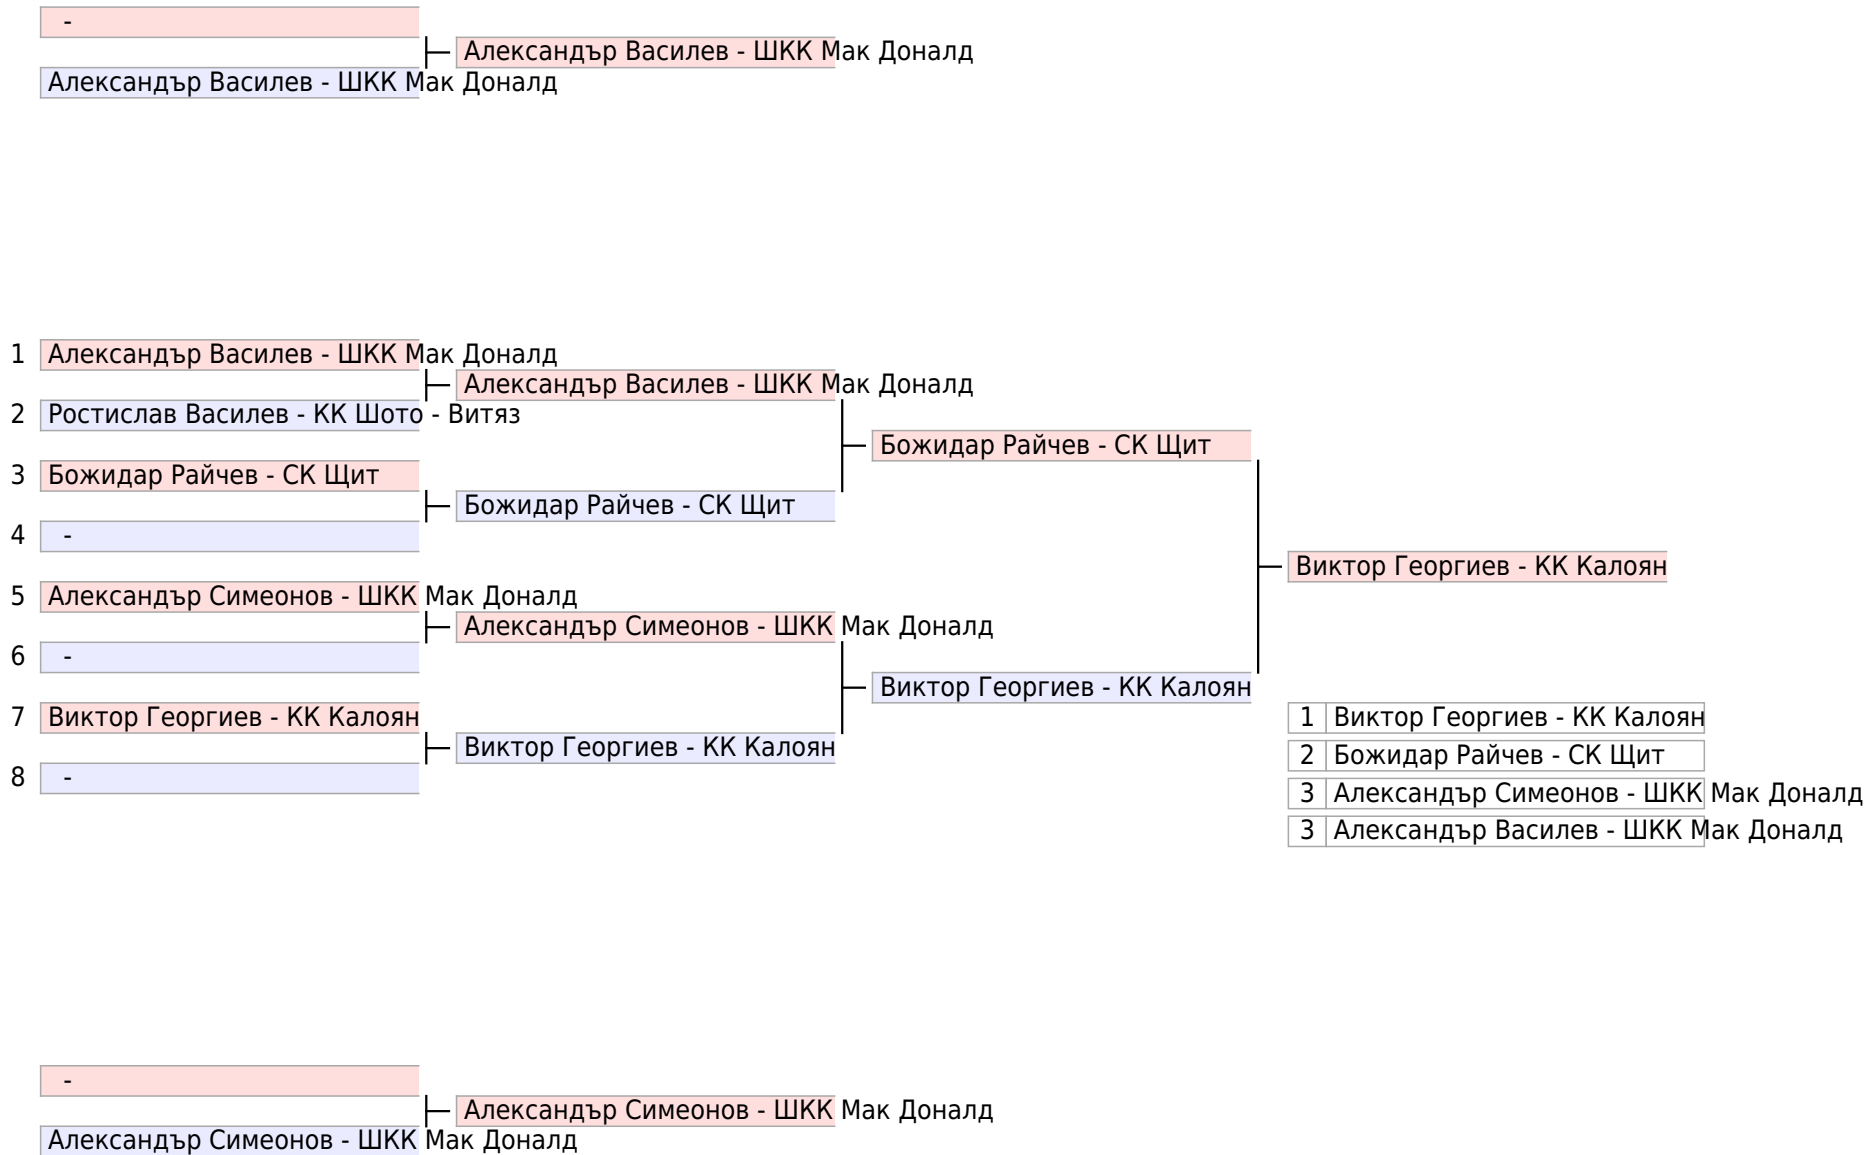 -
Александър Василев - ШКК Мак Доналд
Александър Василев - ШКК Мак Доналд
1 Александър Василев - ШКК Мак Доналд
Александър Василев - ШКК Мак Доналд
2 Ростислав Василев - КК Шото - Витяз
Божидар Райчев - СК Щит
3 Божидар Райчев - СК Щит
Божидар Райчев - СК Щит
4 -
Виктор Георгиев - КК Калоян
5 Александър Симеонов - ШКК Мак Доналд
Александър Симеонов - ШКК Мак Доналд
6 -
Виктор Георгиев - КК Калоян
7 Виктор Георгиев - КК Калоян
Виктор Георгиев - КК Калоян
8 -
1 Виктор Георгиев - КК Калоян
2 Божидар Райчев - СК Щит
3 Александър Симеонов - ШКК Мак Доналд
3 Александър Василев - ШКК Мак Доналд
-
Александър Симеонов - ШКК Мак Доналд
Александър Симеонов - ШКК Мак Доналд